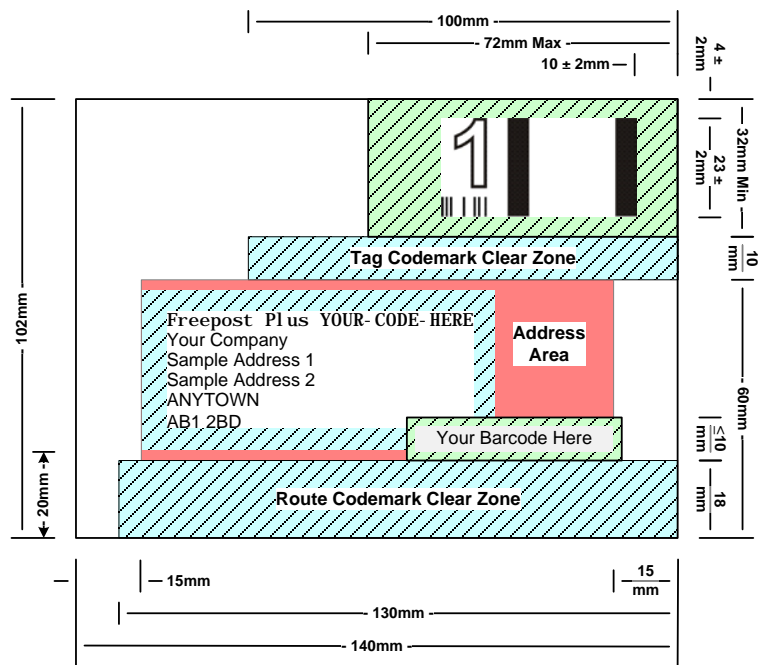 100mm
72mm Max
10 ± 2mm
4 ±
2mm
102mm
1
23 ±
2mm
32mm Min
Tag Codemark Clear Zone
10
mm
Freepost Plus YOUR-CODE-HERE
Your Company
Sample Address 1
Sample Address 2
ANYTOWN
AB1 2BD
Address
Area
60mm
Your Barcode Here
≤10
mm
20mm
Route Codemark Clear Zone
18
mm
15mm
15
mm
130mm
140mm